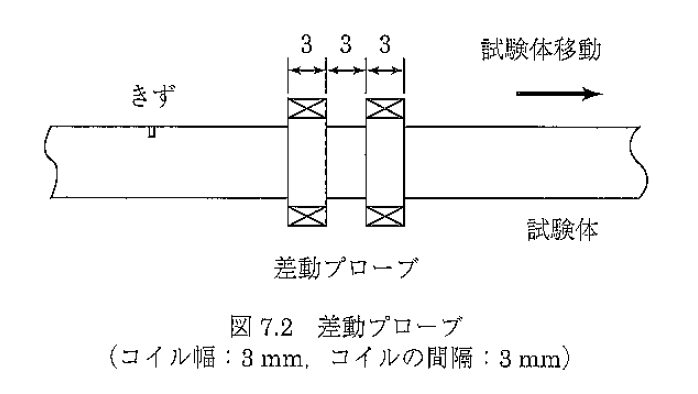 3 3 3
試験体移動
きず
試験体
差動プローブ
図 7.2 差動プローブ
(コイル幅:3 mm, コイルの間隔:3 mm)